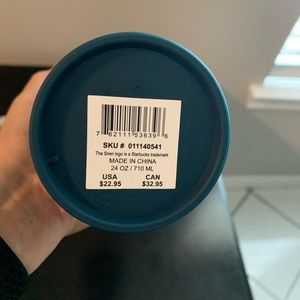 7 62111 53639 6
SKU # 011140541
The Siren logo is a Starbucks trademark.
MADE IN CHINA
24 OZ / 710 ML
USA CAN
$22.95 $32.95